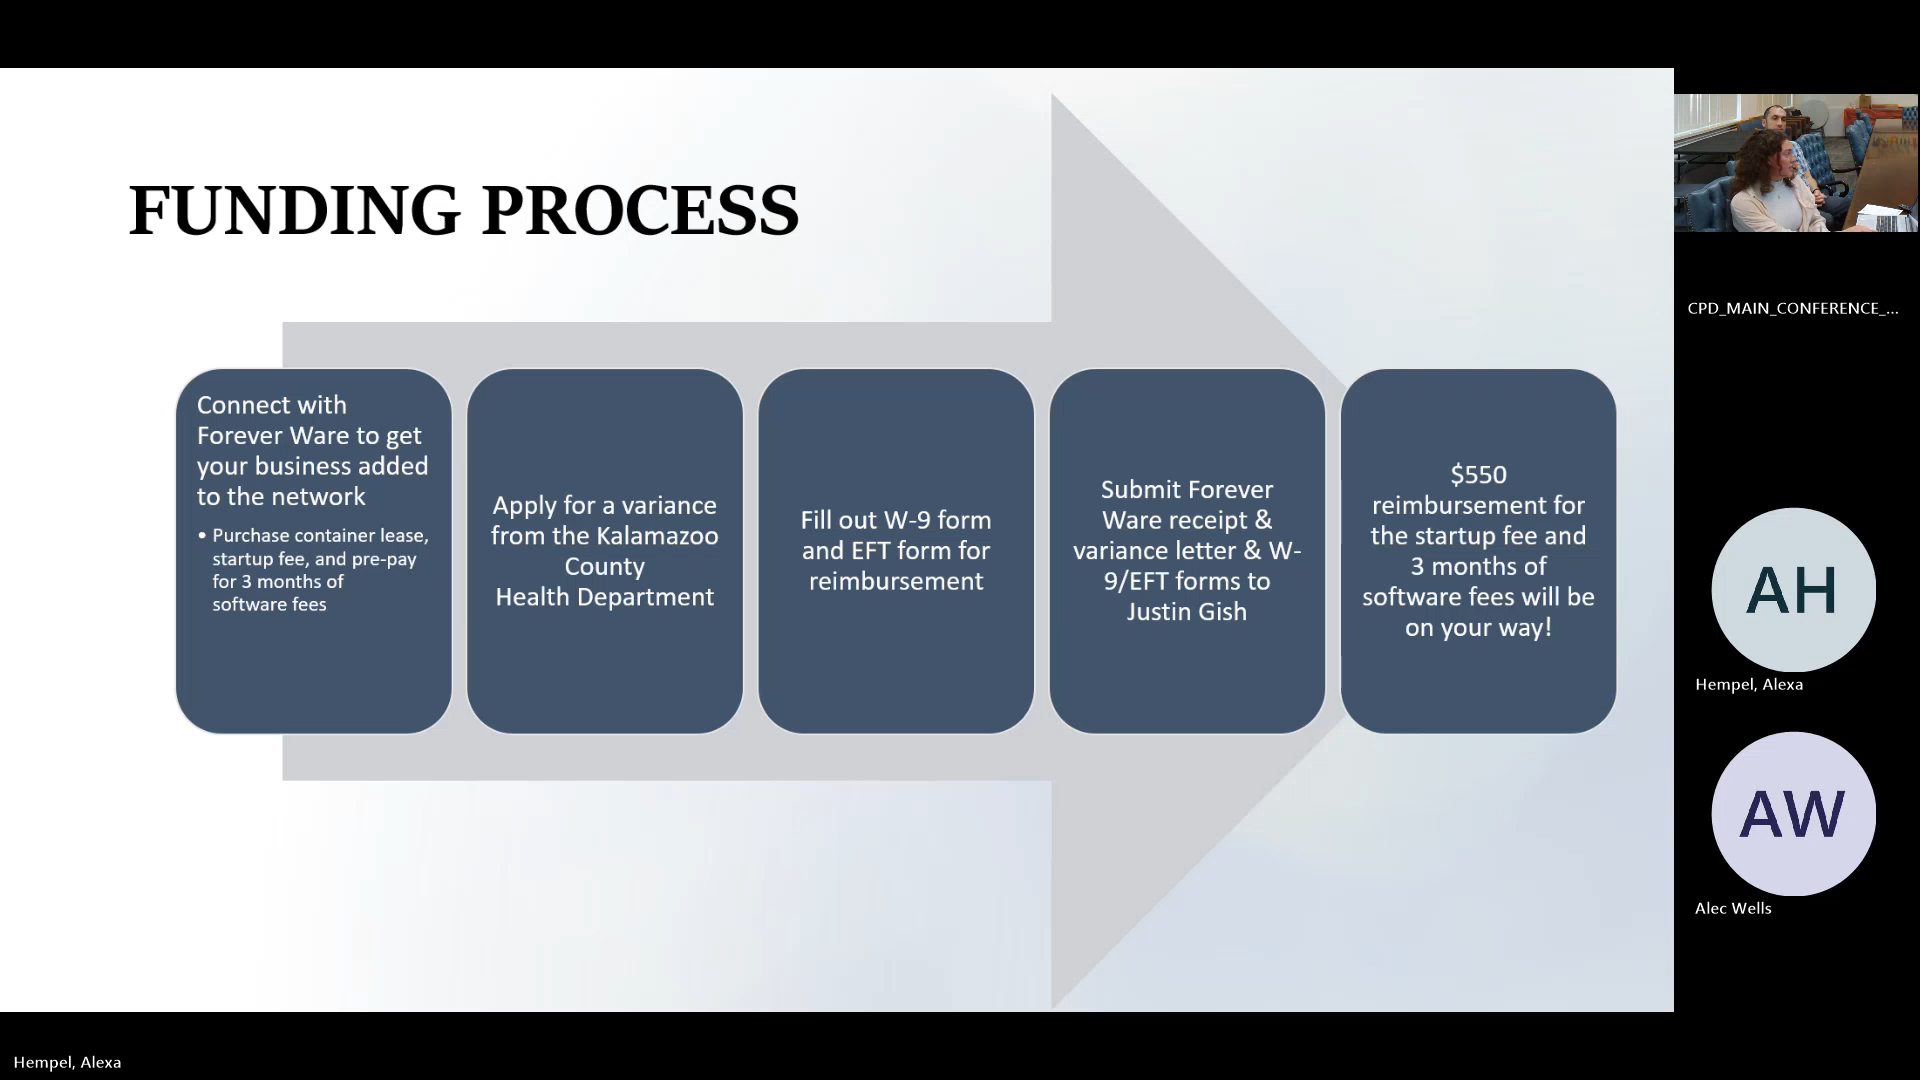 FUNDING PROCESS
Connect with
Forever Ware to get
your business added
to the network
• Purchase container lease,
startup fee, and pre-pay
for 3 months of
software fees
Apply for a variance
from the Kalamazoo
County
Health Department
Fill out W-9 form
and EFT form for
reimbursement
Submit Forever
Ware receipt &
variance letter & W-
9/EFT forms to
Justin Gish
$550
reimbursement for
the startup fee and
3 months of
software fees will be
on your way!
CPD_MAIN_CONFERENCE_...
AH
Hempel, Alexa
AW
Alec Wells
Hempel, Alexa